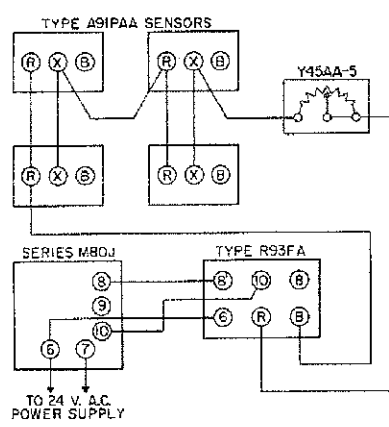 TYPE A91PAA SENSORS
R X B
R X B
Y45AA-5
R X B
R X B
SERIES M80J
TYPE R93FA
8
9
10
6 7
8' 10 B
6 R B
TO 24 V. A.C.
POWER SUPPLY